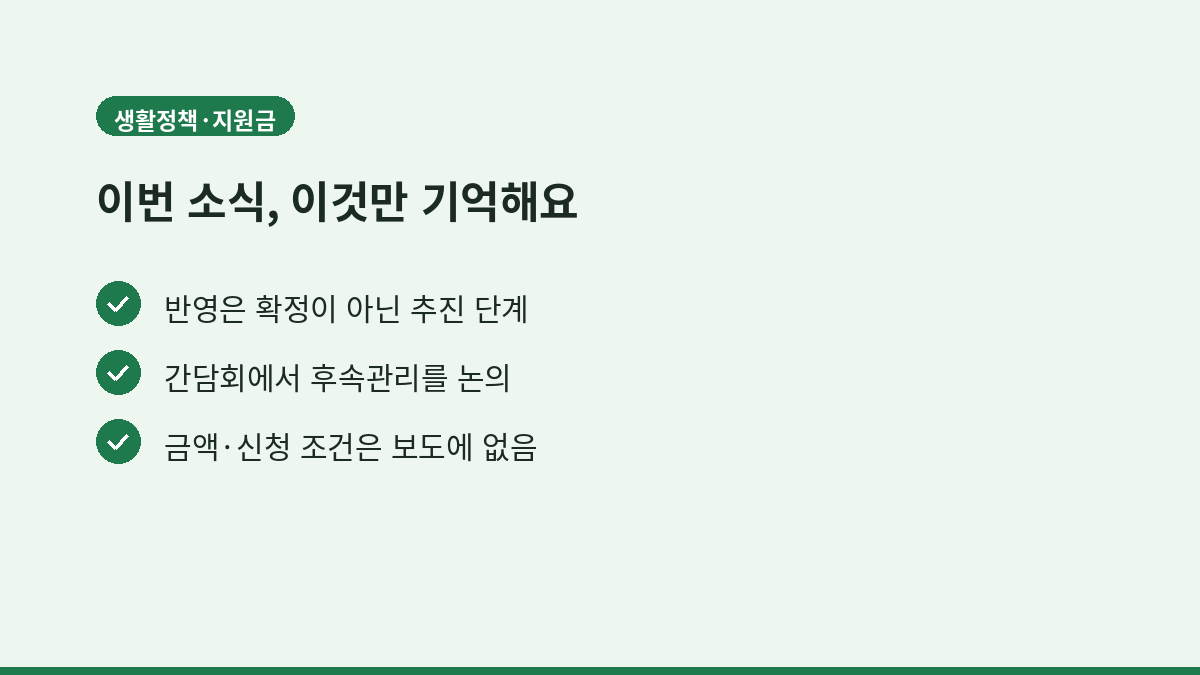 생활정책·지원금
이번 소식, 이것만 기억해요
반영은 확정이 아닌 추진 단계
간담회에서 후속관리를 논의
금액·신청 조건은 보도에 없음